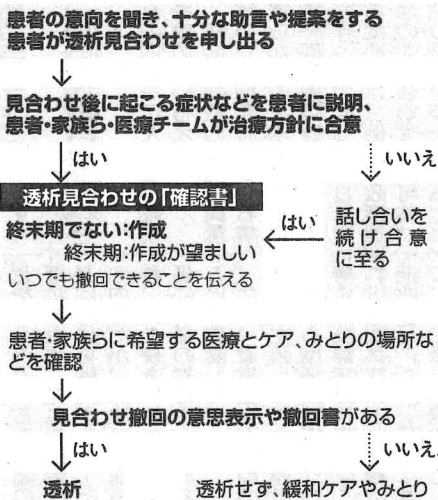 患者の意向を聞き、十分な助言や提案をする
患者が透析見合わせを申し出る
見合わせ後に起こる症状などを患者に説明、
患者・家族ら・医療チームが治療方針に合意
はい
いいえ
透析見合わせの「確認書」
終末期でない:作成
終末期:作成が望ましい
いつでも撤回できることを伝える
はい
話し合いを
続け合意
に至る
患者・家族らに希望する医療とケア、みとりの場所な
どを確認
見合わせ撤回の意思表示や撤回書がある
はい
いいえ
透析
透析せず、緩和ケアやみとり